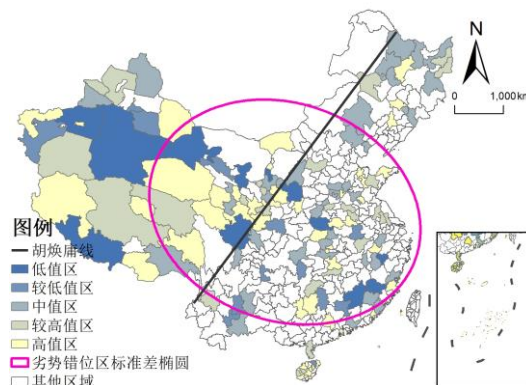 N
0 1,000km
图例
胡焕庸线
低值区
较低值区
中值区
较高值区
高值区
劣势错位区标准差椭圆
其他区域